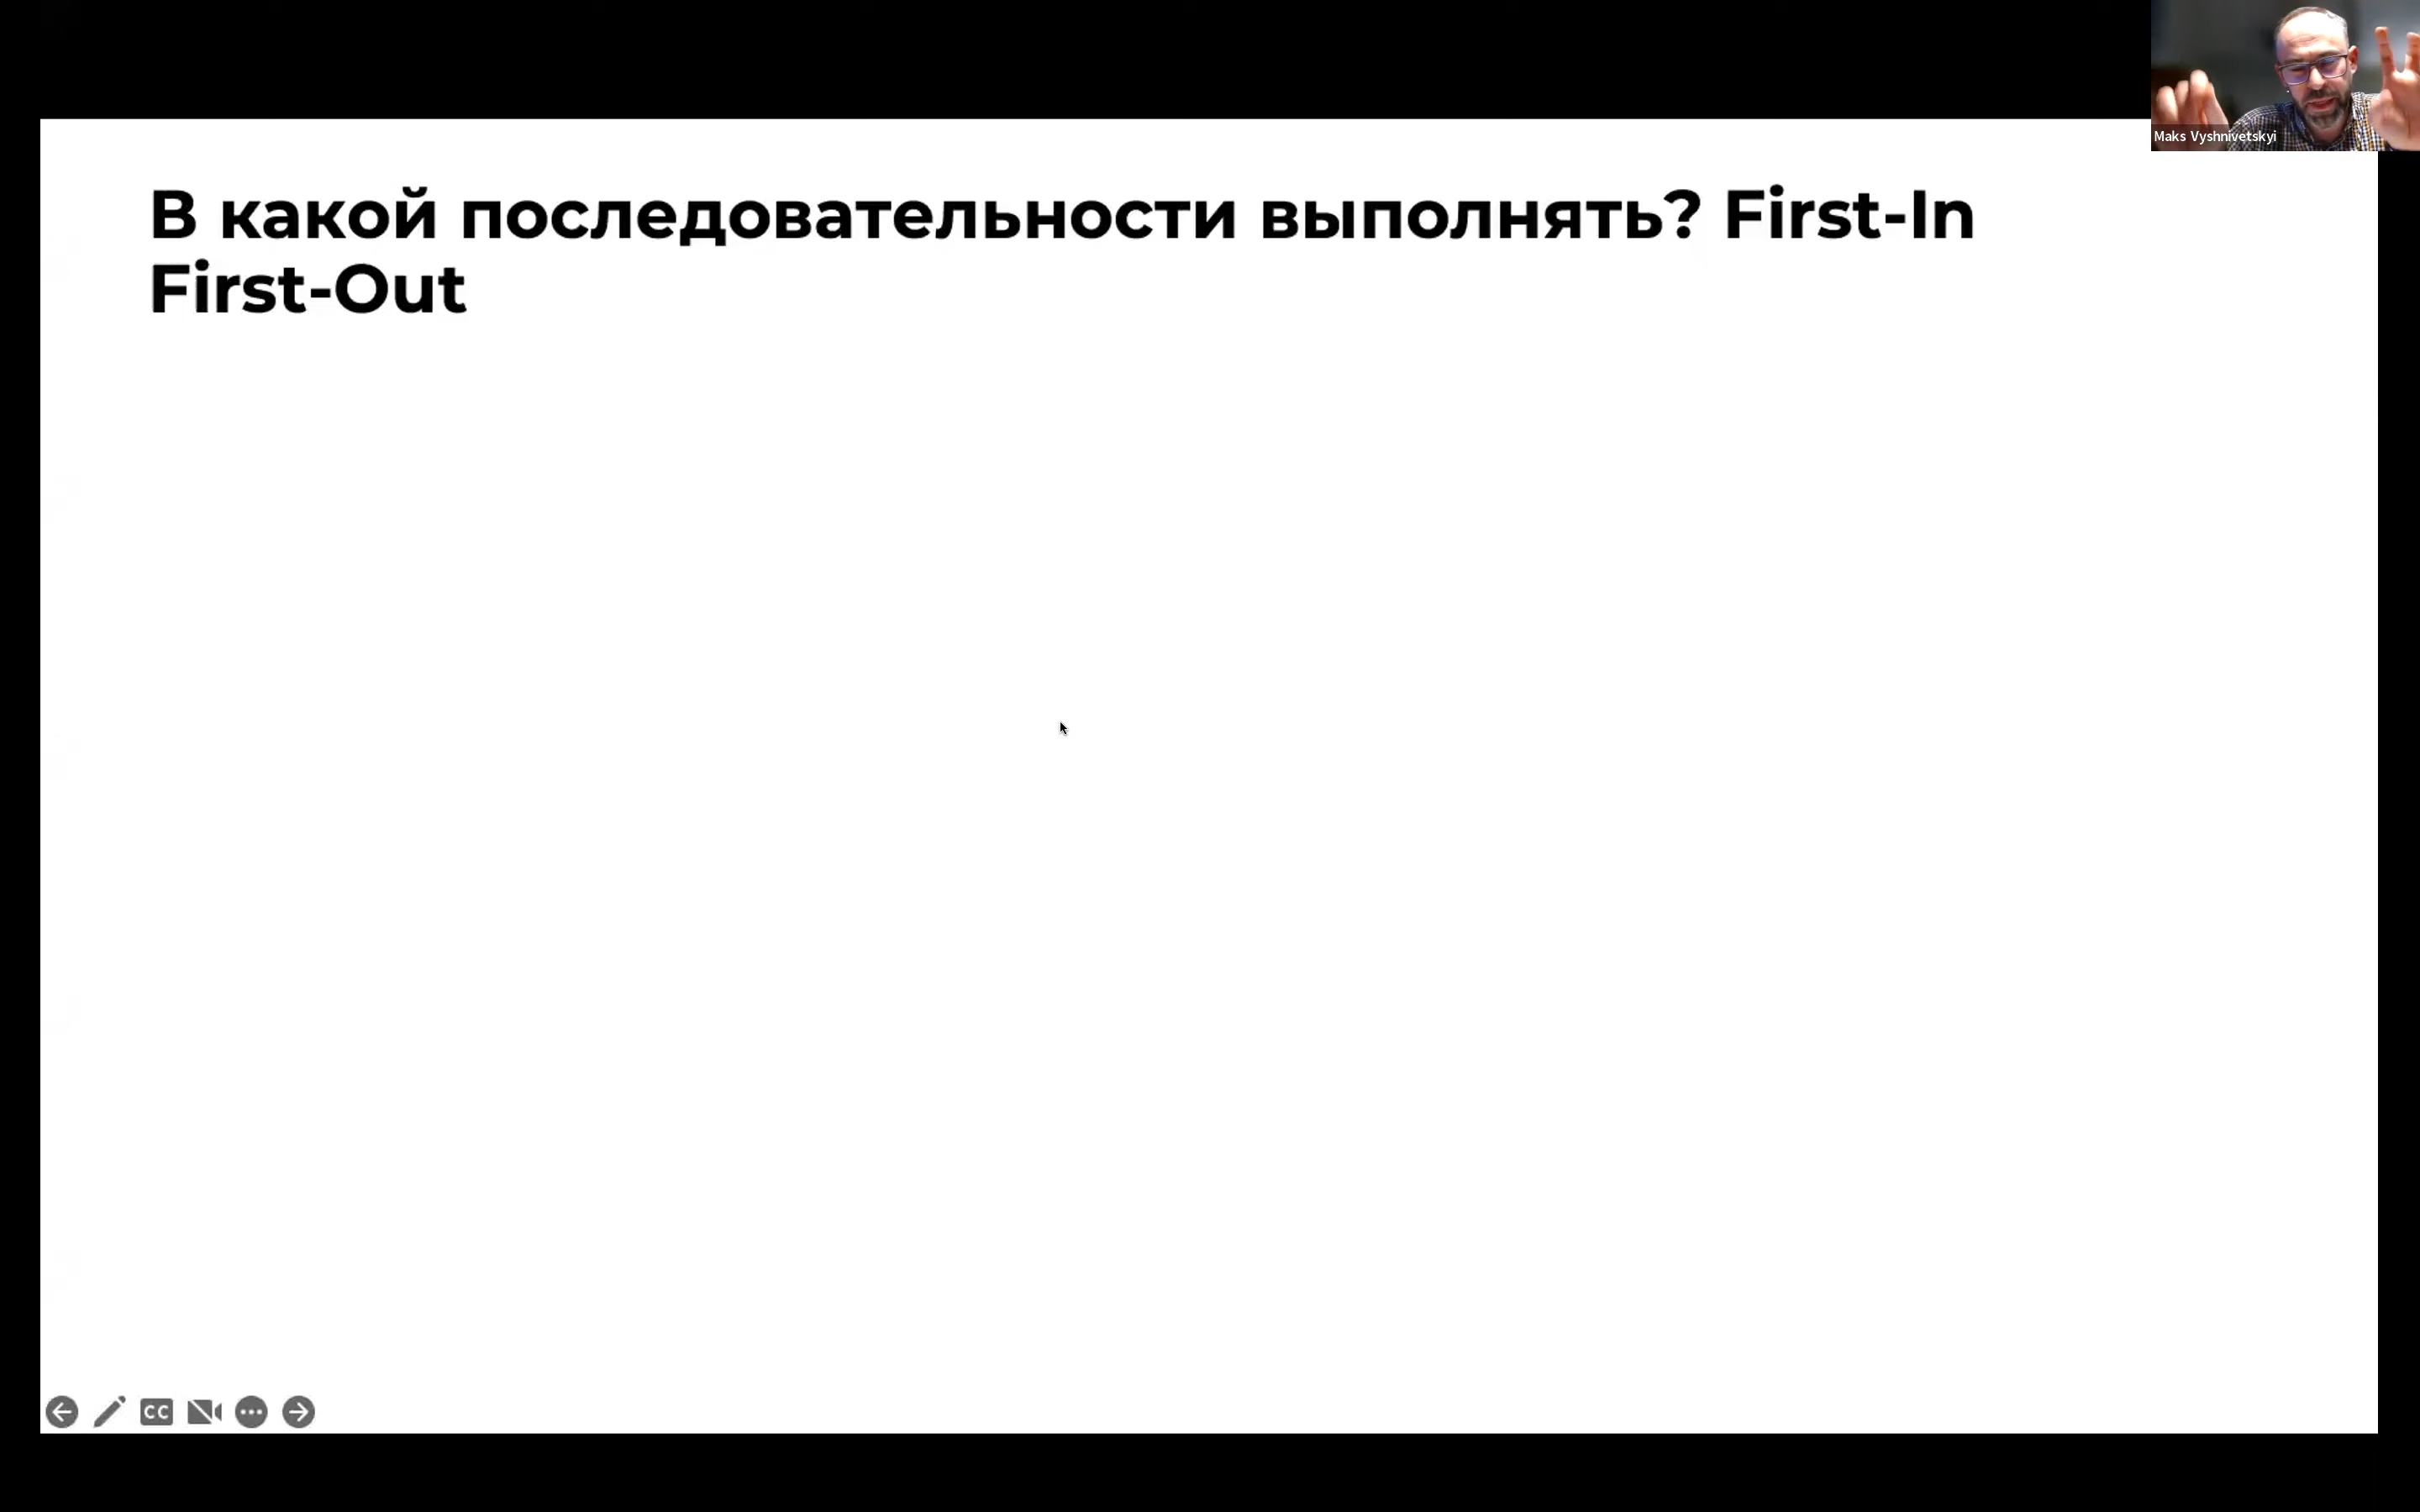 Maks Vyshnivetskyi
В какой последовательности выполнять? First-In
First-Out
CC